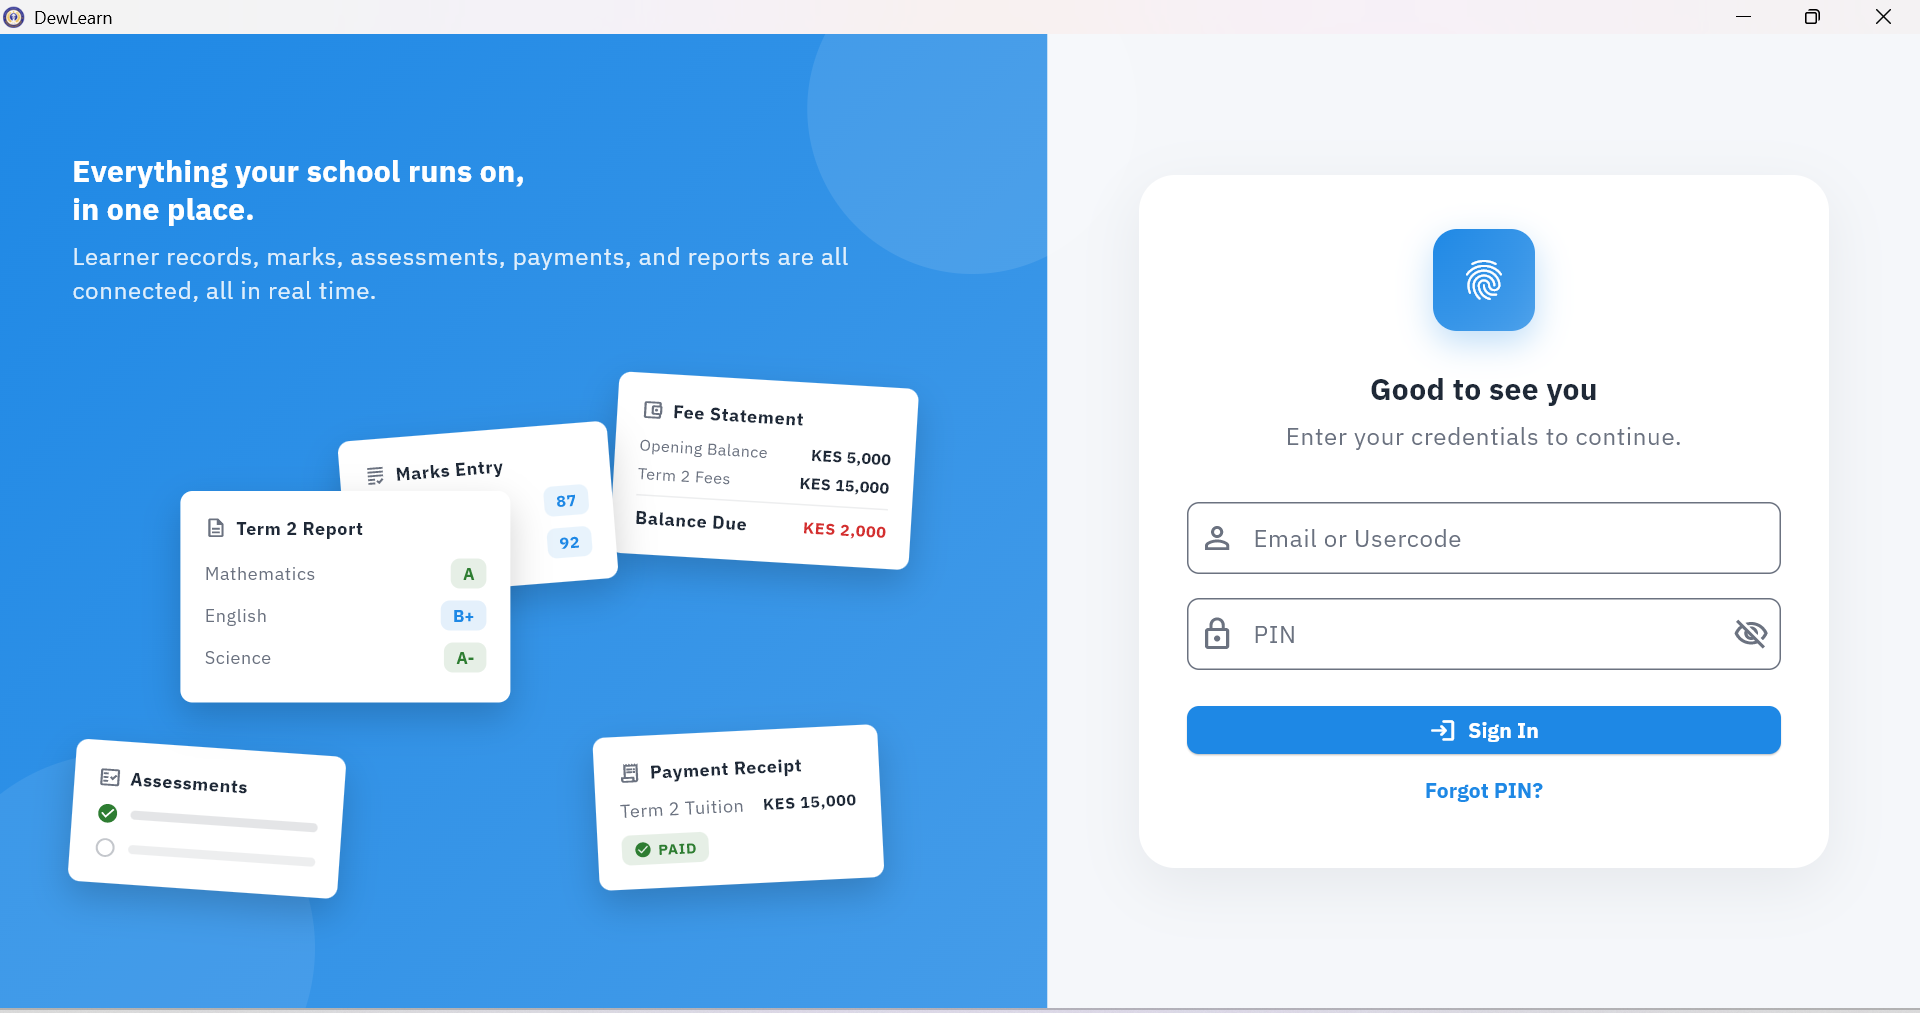 DewLearn
Everything your school runs on,
in one place.
Learner records, marks, assessments, payments, and reports are all
connected, all in real time.
Fee Statement
Opening Balance KES 5,000
Term 2 Fees KES 15,000
Balance Due KES 2,000
Marks Entry
87
92
Term 2 Report
Mathematics A
English B+
Science A-
Assessments
Payment Receipt
Term 2 Tuition KES 15,000
PAID
Good to see you
Enter your credentials to continue.
Email or Usercode
PIN
Sign In
Forgot PIN?